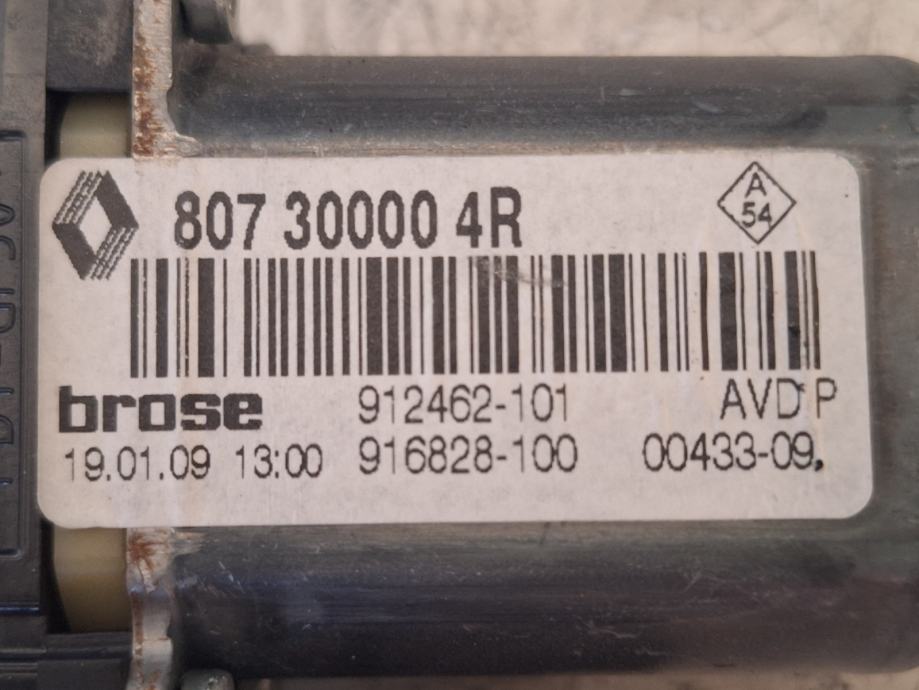 807 30000 4R
A
54
brose
912462-101
AVD P
19.01.09 13:00
916828-100
00433-09